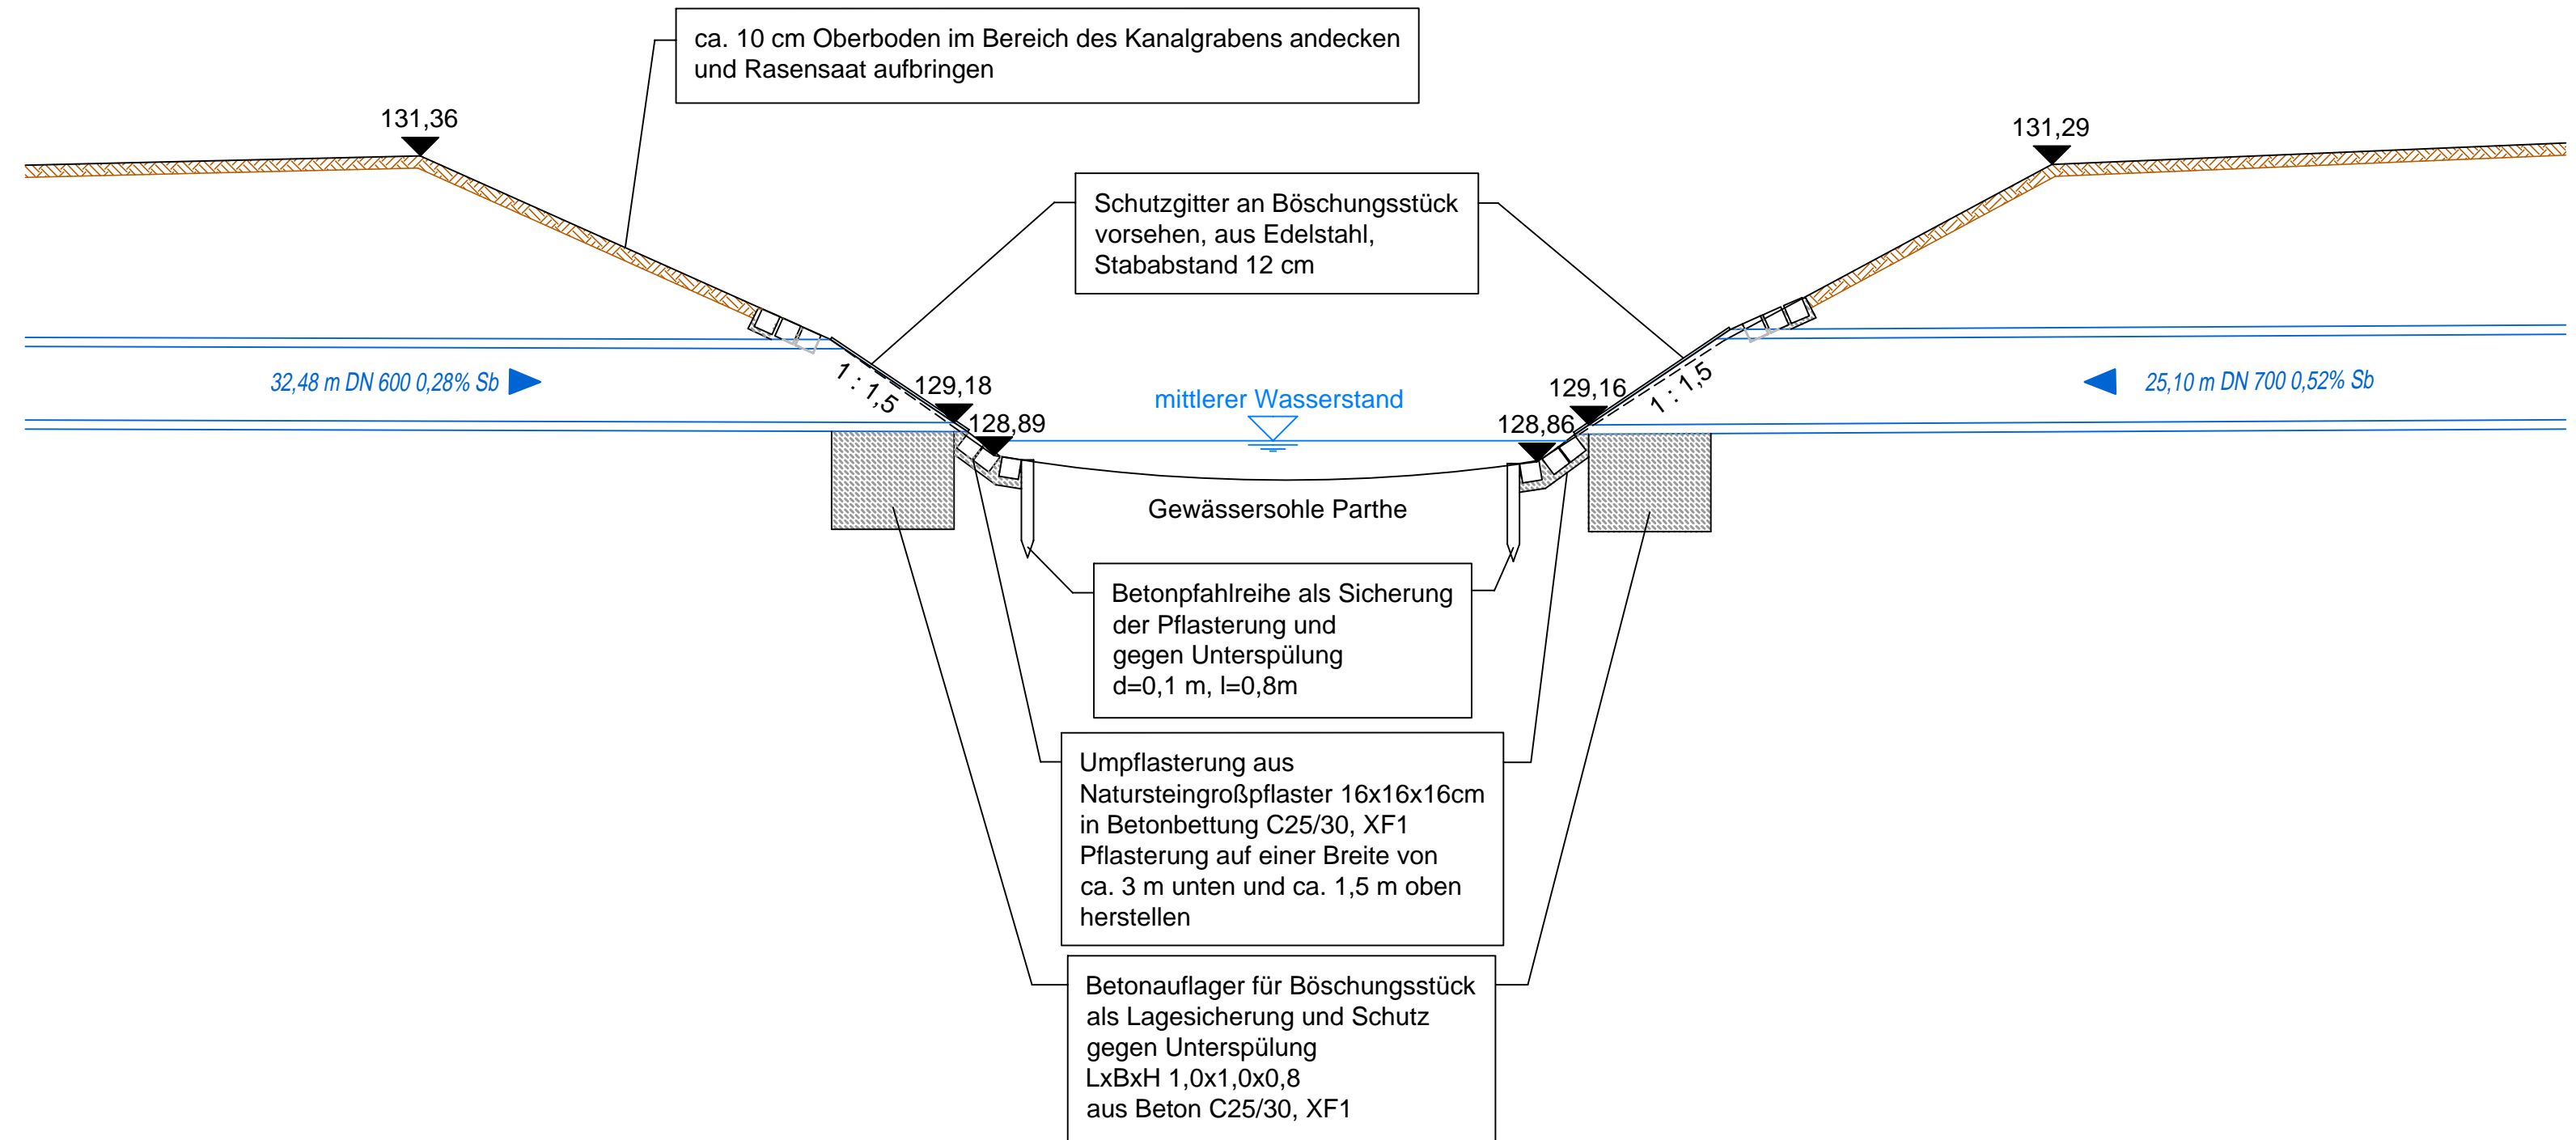 ca. 10 cm Oberboden im Bereich des Kanalgrabens andecken
und Rasensaat aufbringen
131,36
131,29
Schutzgitter an Böschungsstück
vorsehen, aus Edelstahl,
Stababstand 12 cm
32,48 m DN 600 0,28% Sb
1 : 1,5
129,18
128,89
mittlerer Wasserstand
129,16
128,86
1 : 1,5
25,10 m DN 700 0,52% Sb
Gewässersohle Parthe
Betonpfahlreihe als Sicherung
der Pflasterung und
gegen Unterspülung
d=0,1 m, l=0,8m
Umpflasterung aus
Natursteingroßpflaster 16x16x16cm
in Betonbettung C25/30, XF1
Pflasterung auf einer Breite von
ca. 3 m unten und ca. 1,5 m oben
herstellen
Betonauflager für Böschungsstück
als Lagesicherung und Schutz
gegen Unterspülung
LxBxH 1,0x1,0x0,8
aus Beton C25/30, XF1